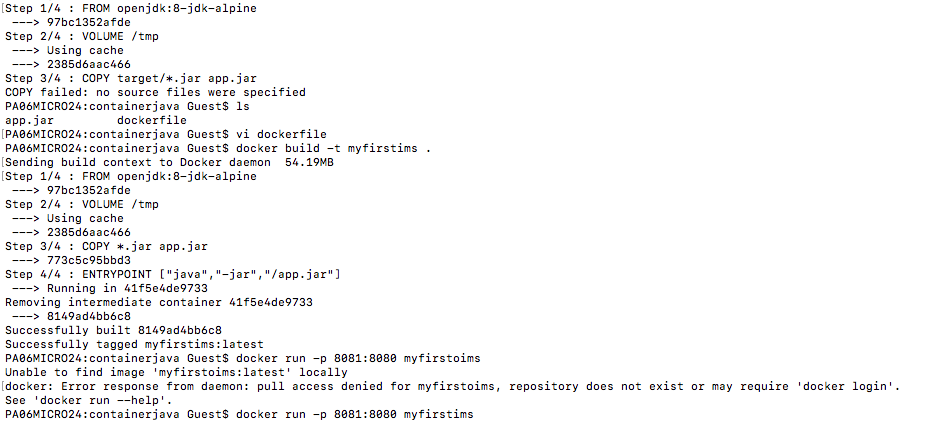 [Step 1/4 : FROM openjdk:8-jdk-alpine
---> 97bc1352afde
Step 2/4 : VOLUME /tmp
---> Using cache
---> 2385d6aac466
Step 3/4 : COPY target/*.jar app.jar
COPY failed: no source files were specified
PA06MICRO24:containerjava Guest$ ls
app.jar dockerfile
[PA06MICRO24:containerjava Guest$ vi dockerfile
PA06MICRO24:containerjava Guest$ docker build -t myfirstims .
[Sending build context to Docker daemon 54.19MB
[Step 1/4 : FROM openjdk:8-jdk-alpine
---> 97bc1352afde
Step 2/4 : VOLUME /tmp
---> Using cache
---> 2385d6aac466
Step 3/4 : COPY *.jar app.jar
---> 773c5c95bbd3
Step 4/4 : ENTRYPOINT ["java","-jar","/app.jar"]
---> Running in 41f5e4de9733
Removing intermediate container 41f5e4de9733
---> 8149ad4bb6c8
Successfully built 8149ad4bb6c8
Successfully tagged myfirstims:latest
PA06MICRO24:containerjava Guest$ docker run -p 8081:8080 myfirstoims
Unable to find image 'myfirstoims:latest' locally
[docker: Error response from daemon: pull access denied for myfirstoims, repository does not exist or may require 'docker login'.
See 'docker run --help'.
PA06MICRO24:containerjava Guest$ docker run -p 8081:8080 myfirstims